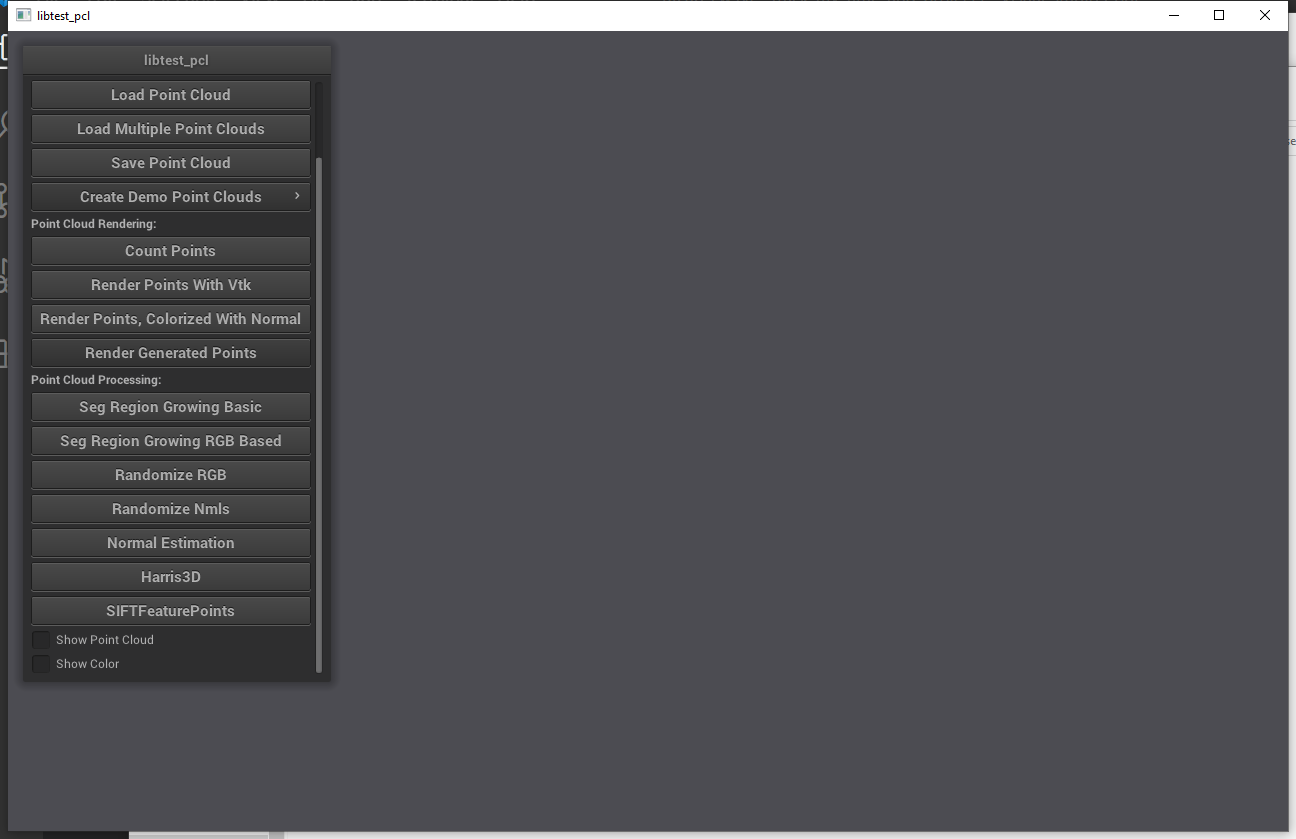 libtest_pcl
libtest_pcl
Load Point Cloud
Load Multiple Point Clouds
Save Point Cloud
Create Demo Point Clouds
Point Cloud Rendering:
Count Points
Render Points With Vtk
Render Points, Colorized With Normal
Render Generated Points
Point Cloud Processing:
Seg Region Growing Basic
Seg Region Growing RGB Based
Randomize RGB
Randomize Nmls
Normal Estimation
Harris3D
SIFTFeaturePoints
Show Point Cloud
Show Color